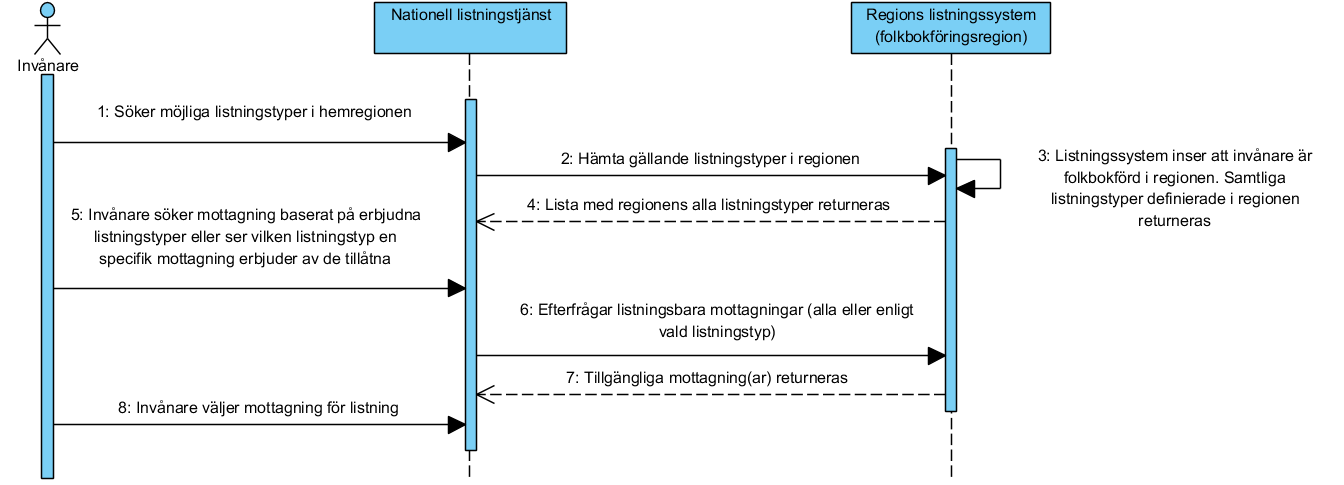 Invånare
Nationell listningstjänst
Regions listningssystem
(folkbokföringsregion)
1: Söker möjliga listningstyper i hemregionen
2: Hämta gällande listningstyper i regionen
3: Listningssystem inser att invånare är
folkbokförd i regionen. Samtliga
listningstyper definierade i regionen
returneras
4: Lista med regionens alla listningstyper returneras
5: Invånare söker mottagning baserat på erbjudna
listningstyper eller ser vilken listningstyp en
specifik mottagning erbjuder av de tillåtna
6: Efterfrågar listningsbara mottagningar (alla eller enligt
vald listningstyp)
7: Tillgängliga mottagning(ar) returneras
8: Invånare väljer mottagning för listning